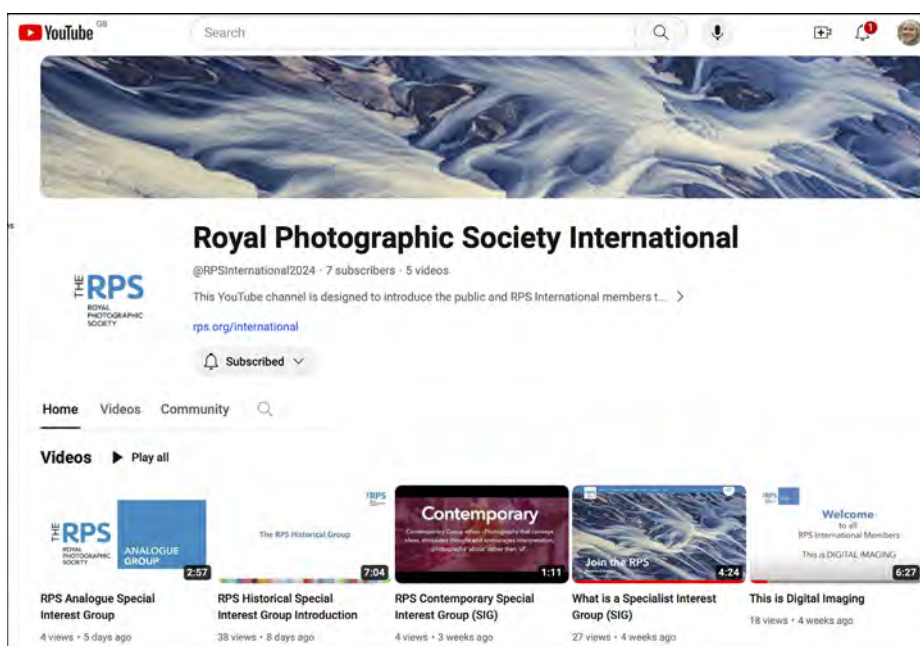 YouTube GB
Search
1
Royal Photographic Society International
@RPSInternational2024 · 7 subscribers · 5 videos
This YouTube channel is designed to introduce the public and RPS International members t...
THE RPS
ROYAL
PHOTOGRAPHIC
SOCIETY
rps.org/international
Subscribed
Home Videos Community
Videos Play all
THE RPS
ROYAL
PHOTOGRAPHIC
SOCIETY
ANALOGUE
GROUP
2:57
RPS
The RPS Historical Group
7:04
Contemporary
1:11
Join the RPS
4:24
RPS
Welcome
to all
RPS International Members
This is DIGITAL IMAGING
6:27
RPS Analogue Special
Interest Group
4 views • 5 days ago
RPS Historical Special
Interest Group Introduction
38 views • 8 days ago
RPS Contemporary Special
Interest Group (SIG)
4 views • 3 weeks ago
What is a Specialist Interest
Group (SIG)
27 views • 4 weeks ago
This is Digital Imaging
18 views • 4 weeks ago